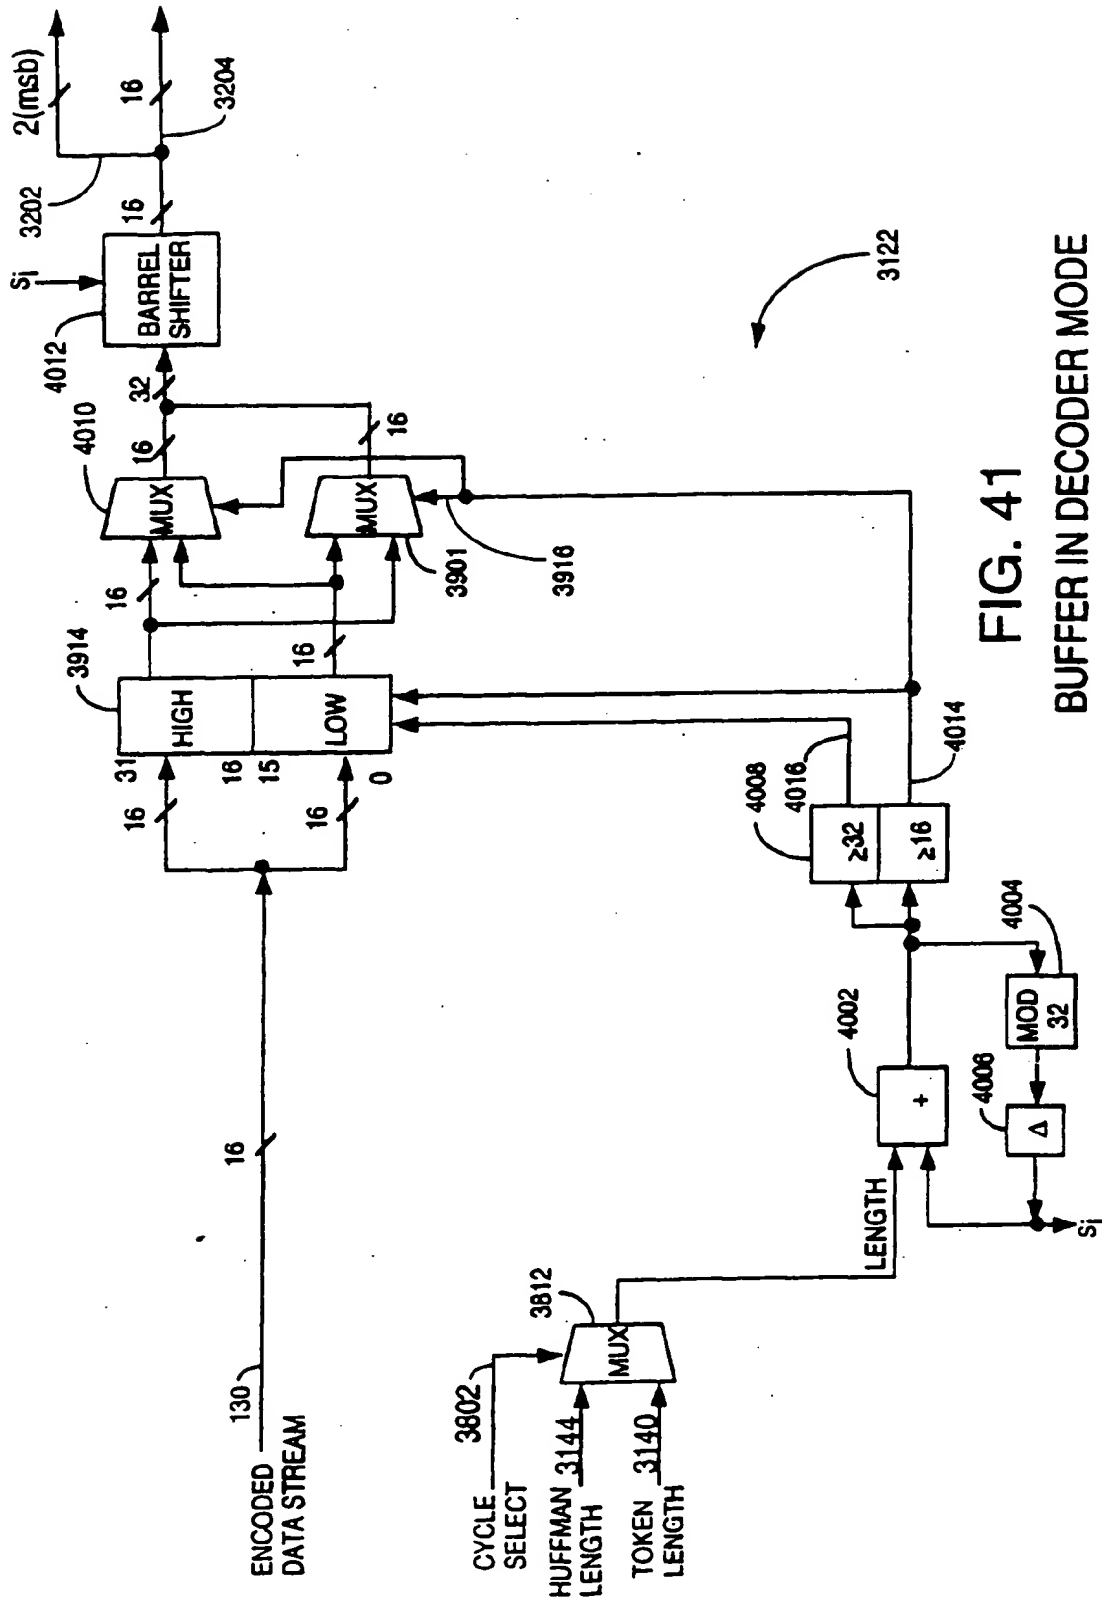 2(msb)
3202
16
3204
16
Si
4012
BARREL
SHIFTER
32
4010
16
16
MUX
MUX
3901
3916
16
16
3914
31
HIGH
16
15
LOW
0
16
16
3122
16
130
ENCODED
DATA STREAM
4008
4016
≥32
≥16
4014
4002
+
4004
MOD
32
4006
Δ
Si
LENGTH
3812
MUX
3802
CYCLE
SELECT
HUFFMAN 3144
LENGTH
TOKEN 3140
LENGTH
FIG. 41
BUFFER IN DECODER MODE